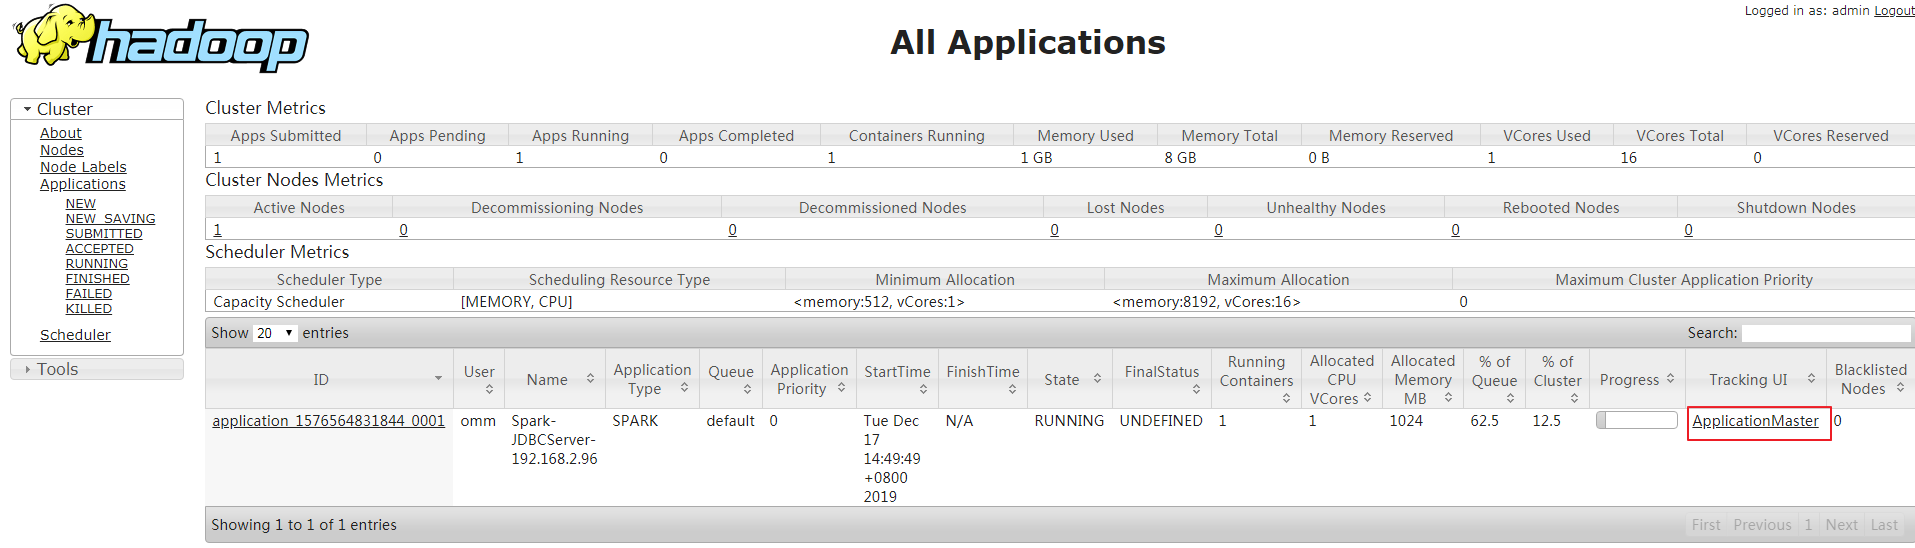 Logged in as: admin Logout
hadoop
All Applications
Cluster
About
Nodes
Node Labels
Applications
NEW
NEW_SAVING
SUBMITTED
ACCEPTED
RUNNING
FINISHED
FAILED
KILLED
Scheduler
Tools
Cluster Metrics
Apps Submitted Apps Pending Apps Running Apps Completed Containers Running Memory Used Memory Total Memory Reserved VCores Used VCores Total VCores Reserved
1 0 1 0 1 1 GB 8 GB 0 B 1 16 0
Cluster Nodes Metrics
Active Nodes Decommissioning Nodes Decommissioned Nodes Lost Nodes Unhealthy Nodes Rebooted Nodes Shutdown Nodes
1 0 0 0 0 0 0
Scheduler Metrics
Scheduler Type Scheduling Resource Type Minimum Allocation Maximum Allocation Maximum Cluster Application Priority
Capacity Scheduler [MEMORY, CPU] <memory:512, vCores:1> <memory:8192, vCores:16> 0
Show 20 entries Search:
ID
User
Name
Application
Type
Queue
Application
Priority
StartTime
FinishTime
State
FinalStatus
Running
Containers
Allocated
CPU
VCores
Allocated
Memory
MB
% of
Queue
% of
Cluster
Progress
Tracking UI
Blacklisted
Nodes
application_1576564831844_0001
omm
Spark-
JDBCServer-
192.168.2.96
SPARK
default
0
Tue Dec
17
14:49:49
+0800
2019
N/A
RUNNING
UNDEFINED
1
1
1024
62.5
12.5
ApplicationMaster
0
Showing 1 to 1 of 1 entries
First Previous 1 Next Last